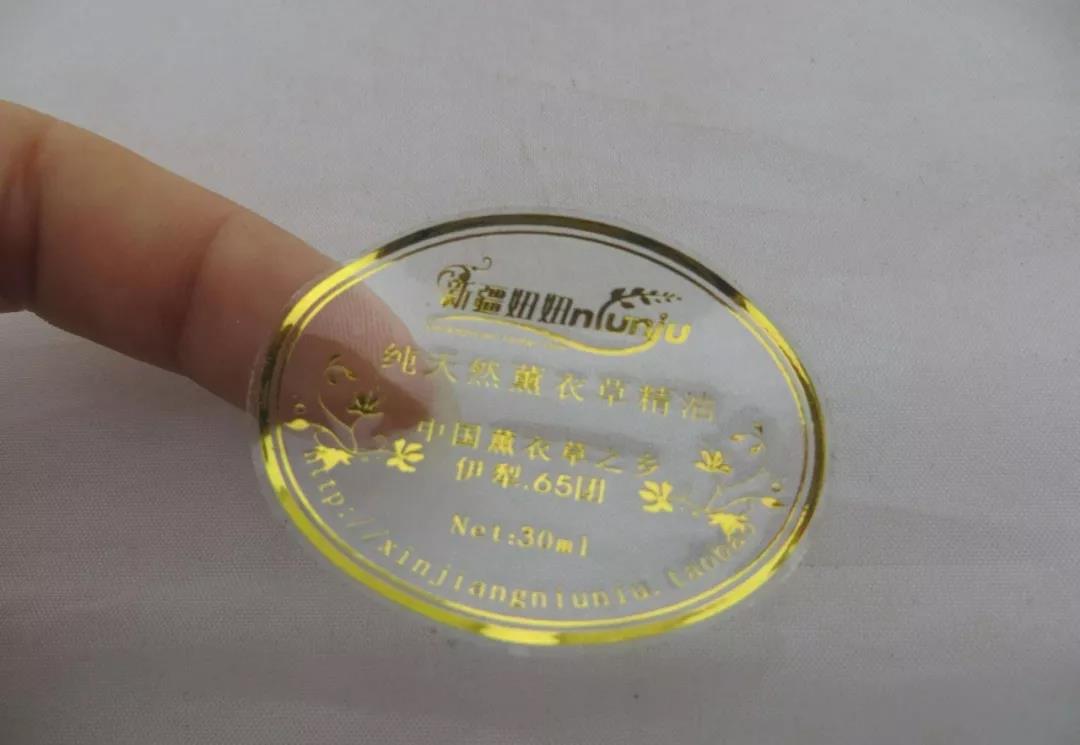 新疆妞妞niuniu
纯天然薰衣草精油
中国薰衣草之乡
伊犁.65团
Net:30ml
http://xinjiangniuniu.taobao